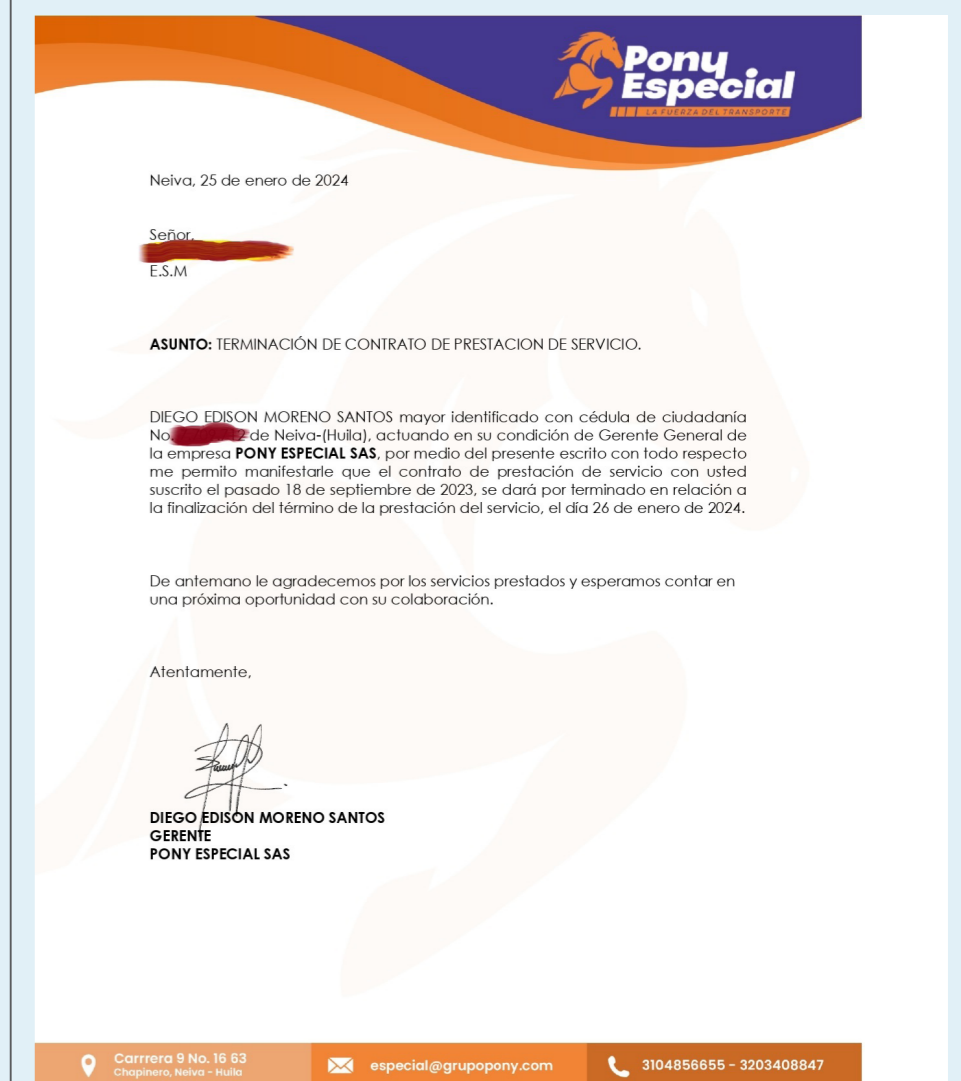 Pony
Especial
LA FUERZA DEL TRANSPORTE
Neiva, 25 de enero de 2024
Señor.
E.S.M
ASUNTO: TERMINACIÓN DE CONTRATO DE PRESTACION DE SERVICIO.
DIEGO EDISON MORENO SANTOS mayor identificado con cédula de ciudadanía
No. de Neiva-(Huila), actuando en su condición de Gerente General de
la empresa PONY ESPECIAL SAS, por medio del presente escrito con todo respecto
me permito manifestarle que el contrato de prestación de servicio con usted
suscrito el pasado 18 de septiembre de 2023, se dará por terminado en relación a
la finalización del término de la prestación del servicio, el día 26 de enero de 2024.
De antemano le agradecemos por los servicios prestados y esperamos contar en
una próxima oportunidad con su colaboración.
Atentamente,
DIEGO EDISON MORENO SANTOS
GERENTE
PONY ESPECIAL SAS
Carrrera 9 No. 16 63
Chapinero, Neiva - Huila
especial@grupopony.com
3104856655 - 3203408847